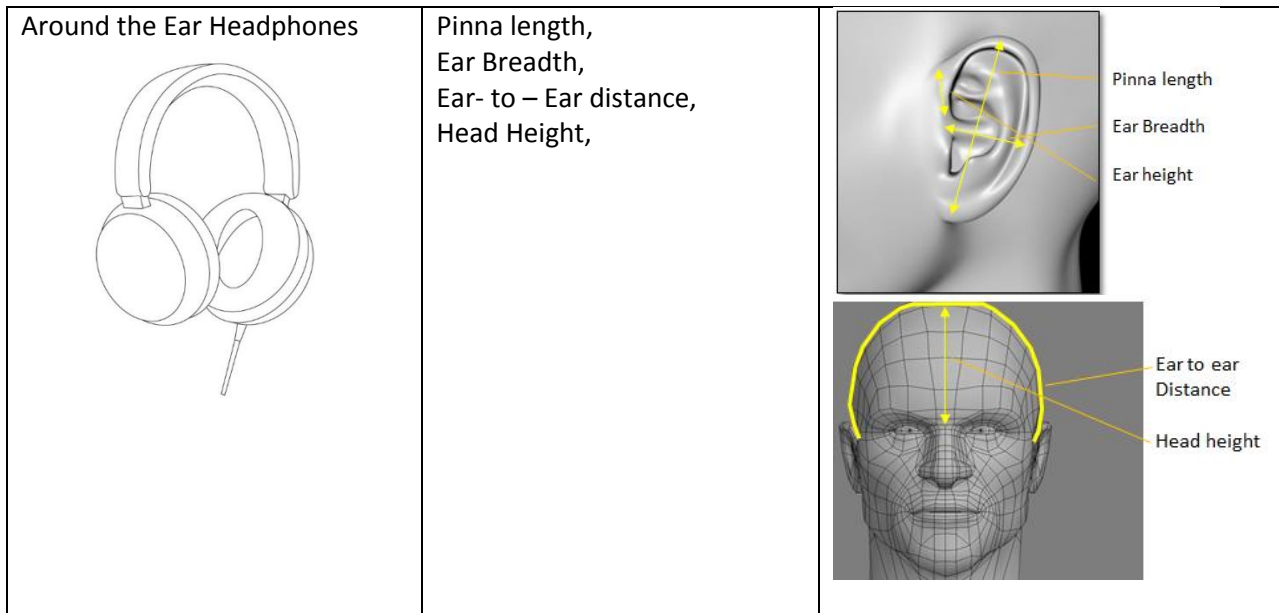 Around the Ear Headphones
Pinna length,
Ear Breadth,
Ear- to – Ear distance,
Head Height,
Pinna length
Ear Breadth
Ear height
Ear to ear
Distance
Head height